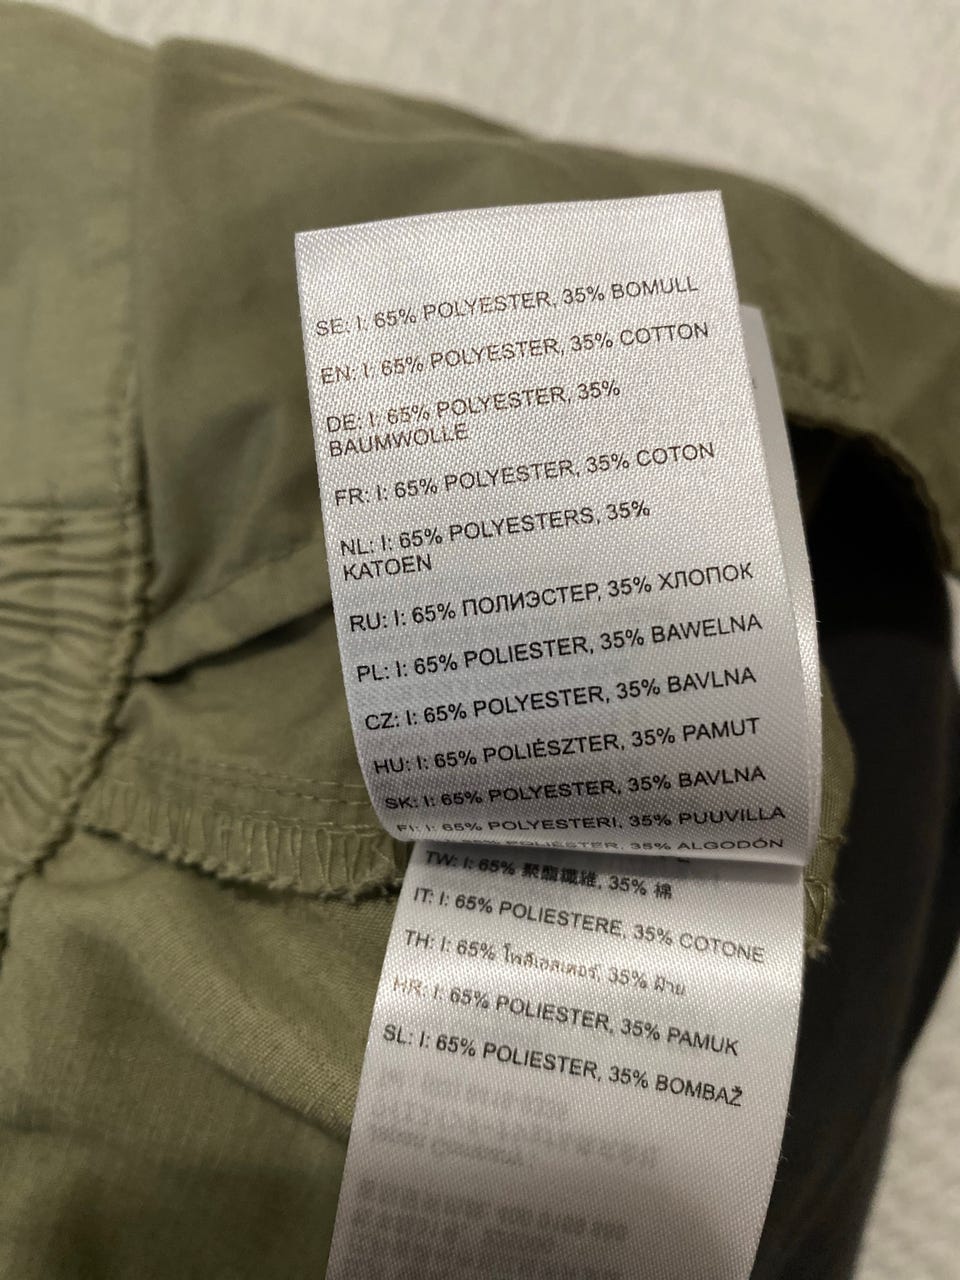 SE: I: 65% POLYESTER, 35% BOMULL
EN: I: 65% POLYESTER, 35% COTTON
DE: I: 65% POLYESTER, 35%
BAUMWOLLE
FR: I: 65% POLYESTER, 35% COTON
NL: I: 65% POLYESTERS, 35%
KATOEN
RU: I: 65% ПОЛИЭСТЕР, 35% ХЛОПОК
PL: I: 65% POLIESTER, 35% BAWELNA
CZ: I: 65% POLYESTER, 35% BAVLNA
HU: I: 65% POLIÉSZTER, 35% PAMUT
SK: I: 65% POLYESTER, 35% BAVLNA
FI: I: 65% POLYESTERI, 35% PUUVILLA
POLIÉSTER, 35% ALGODÓN
TW: I: 65% 聚酯纖維, 35% 棉
IT: I: 65% POLIESTERE, 35% COTONE
TH: I: 65% โพลีเอสเตอร์, 35% ฝ้าย
HR: I: 65% POLIESTER, 35% PAMUK
SL: I: 65% POLIESTER, 35% BOMBAŽ